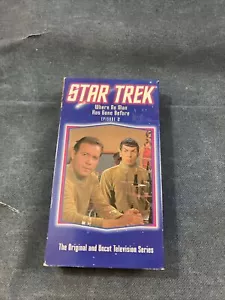 STAR TREK
Where No Man
Has Gone Before
EPISODE 2
The Original and Uncut Television Series